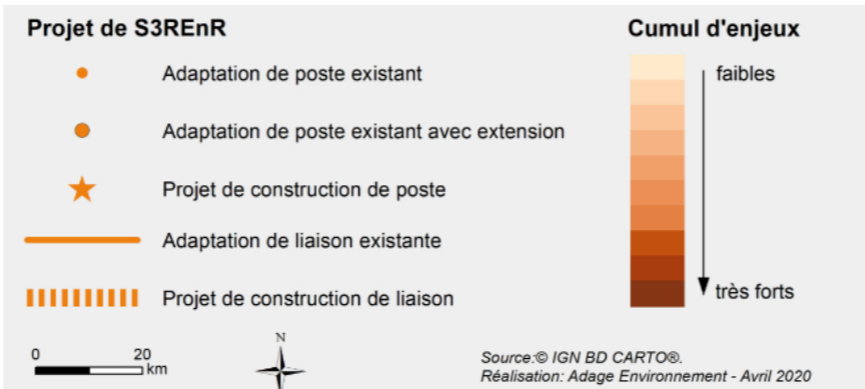 Projet de S3REnR
Adaptation de poste existant
Adaptation de poste existant avec extension
Projet de construction de poste
Adaptation de liaison existante
Projet de construction de liaison
Cumul d'enjeux
faibles
très forts
0 20
km
N
Source:© IGN BD CARTO®.
Réalisation: Adage Environnement - Avril 2020